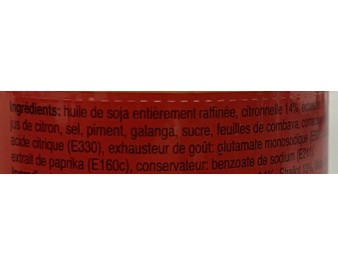 Ingrédients: huile de soja entièrement raffinée, citronnelle 14%,
jus de citron, sel, piment, galanga, sucre, feuilles de combava,
acide citrique (E330), exhausteur de goût: glutamate monosodique
extrait de paprika (E160c), conservateur: benzoate de sodium